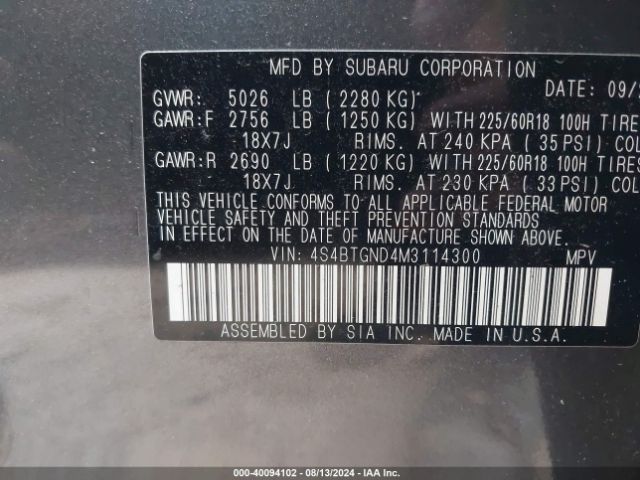 MFD BY SUBARU CORPORATION
DATE: 09/
GVWR: 5026 LB (2280 KG)
GAWR:F 2756 LB (1250 KG) WITH 225/60R18 100H TIRES
18X7J RIMS. AT 240 KPA (35 PSI) COL
GAWR:R 2690 LB (1220 KG) WITH 225/60R18 100H TIRES
18X7J RIMS. AT 230 KPA (33 PSI) COL
THIS VEHICLE CONFORMS TO ALL APPLICABLE FEDERAL MOTOR
VEHICLE SAFETY AND THEFT PREVENTION STANDARDS
IN EFFECT ON THE DATE OF MANUFACTURE SHOWN ABOVE.
VIN: 4S4BTGND4M3114300 MPV
ASSEMBLED BY SIA INC. MADE IN U.S.A.
000-40094102 - 08/13/2024 - IAA Inc.